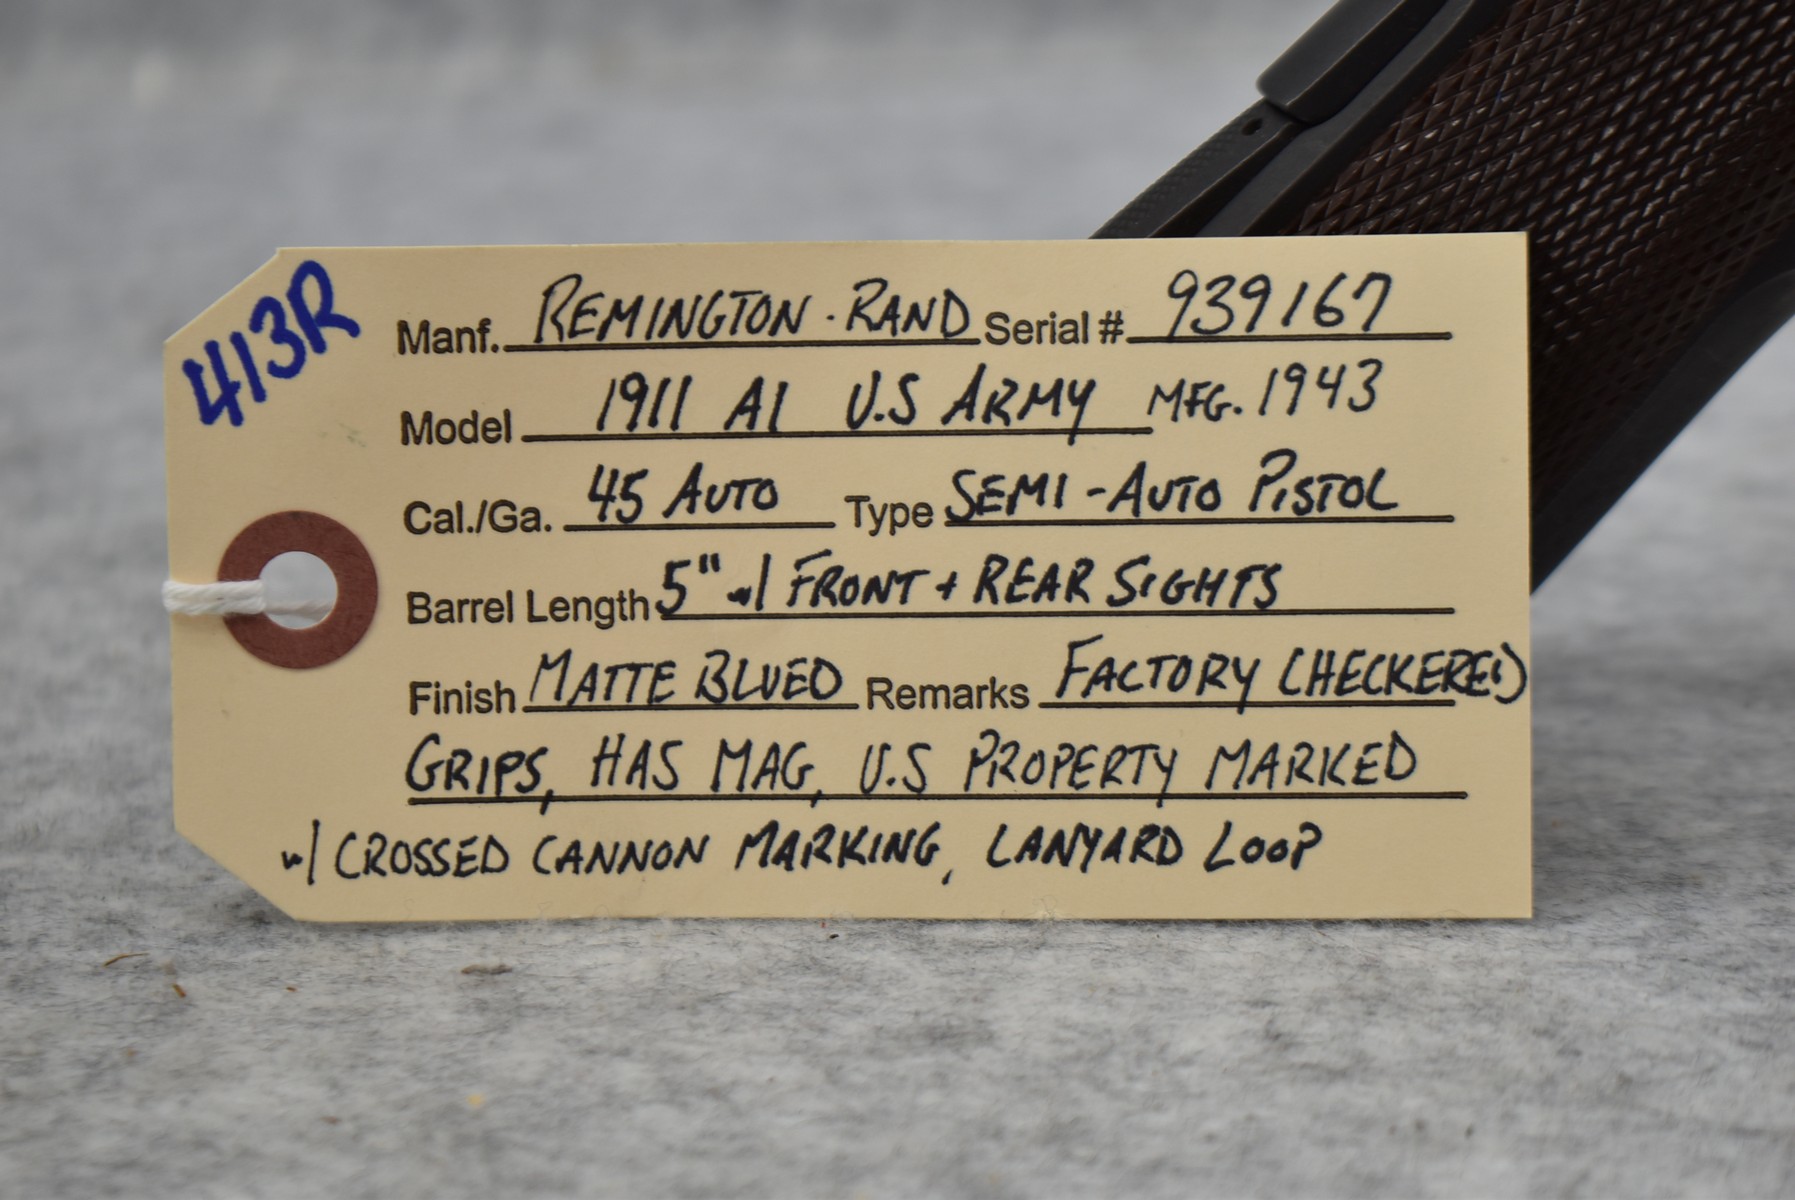 413R
Manf. REMINGTON-RAND Serial # 939167
Model 1911 A1 U.S ARMY MFG. 1943
Cal./Ga. 45 AUTO Type SEMI-AUTO PISTOL
Barrel Length 5" w/ FRONT + REAR SIGHTS
Finish MATTE BLUED Remarks FACTORY CHECKERED
GRIPS, HAS MAG, U.S PROPERTY MARKED
w/ CROSSED CANNON MARKING, LANYARD LOOP